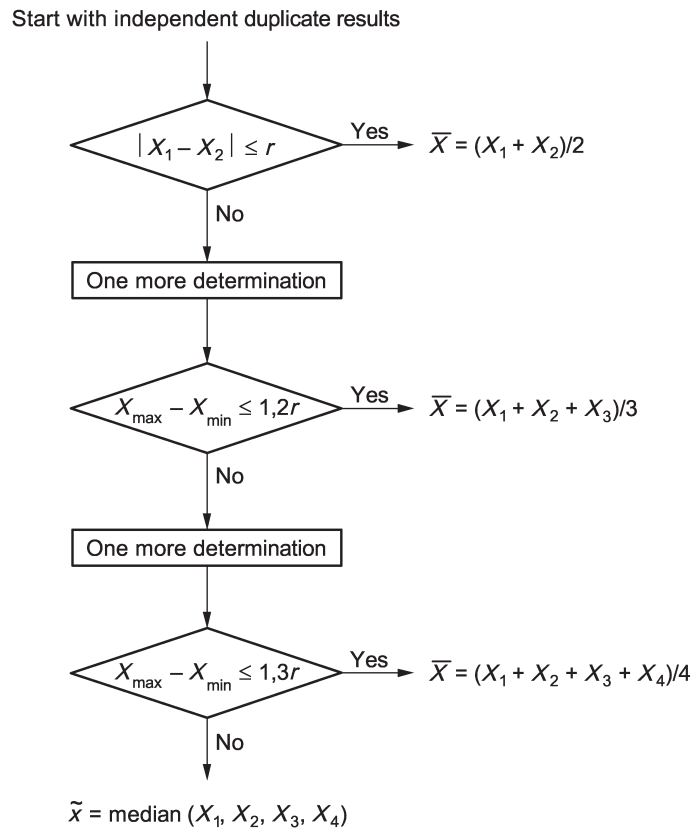 Start with independent duplicate results
|X₁ – X₂| ≤ r
Yes
X̅ = (X₁ + X₂)/2
No
One more determination
Xmax – Xmin ≤ 1,2r
Yes
X̅ = (X₁ + X₂ + X₃)/3
No
One more determination
Xmax – Xmin ≤ 1,3r
Yes
X̅ = (X₁ + X₂ + X₃ + X₄)/4
No
x̃ = median (X₁, X₂, X₃, X₄)